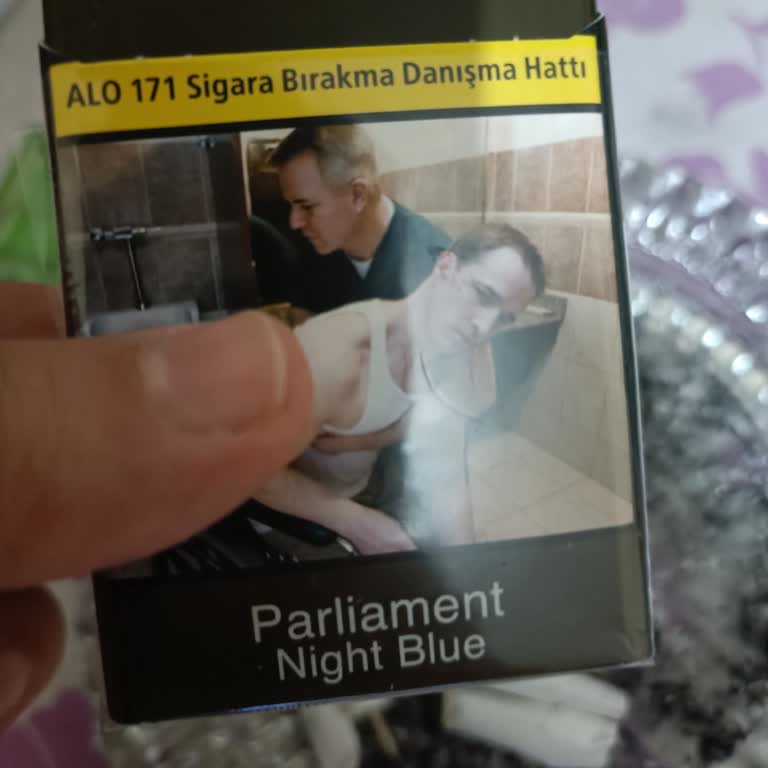 ALO 171 Sigara Bırakma Danışma Hattı
Parliament
Night Blue